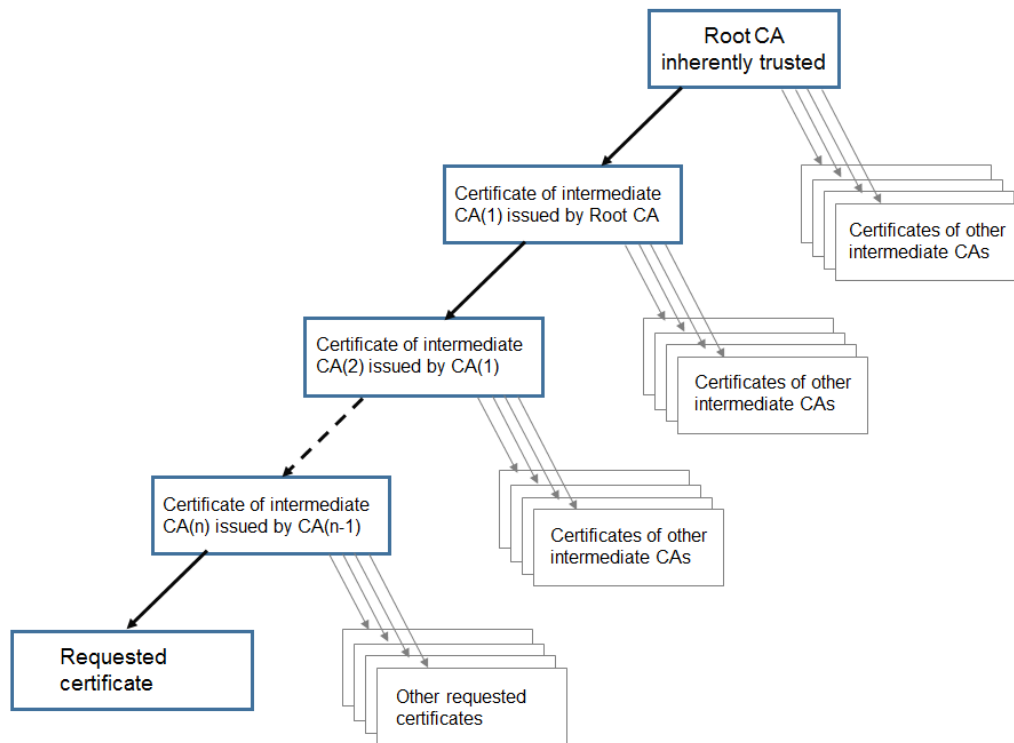 Root CA
inherently trusted
Certificate of intermediate
CA(1) issued by Root CA
Certificates of other
intermediate CAs
Certificate of intermediate
CA(2) issued by CA(1)
Certificates of other
intermediate CAs
Certificate of intermediate
CA(n) issued by CA(n-1)
Certificates of other
intermediate CAs
Requested
certificate
Other requested
certificates